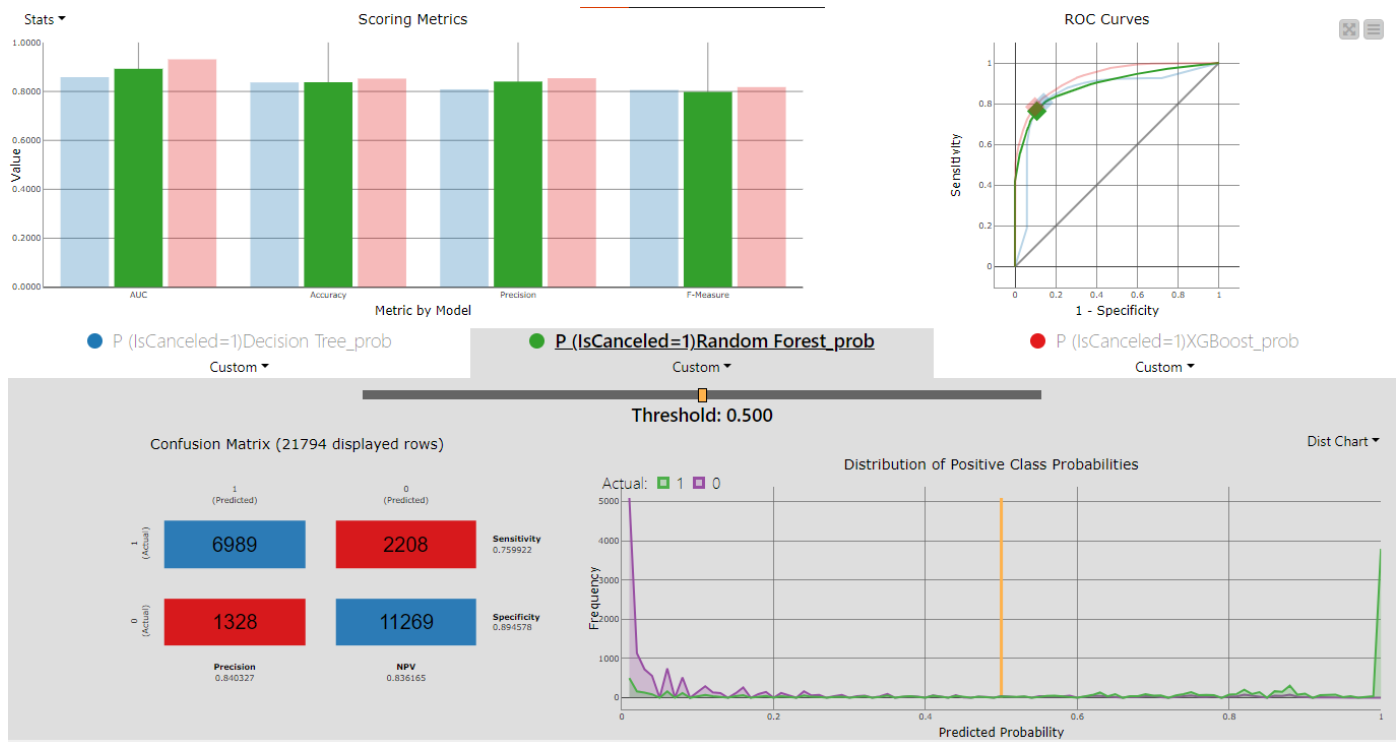 Stats
Scoring Metrics
ROC Curves
1.0000
0.8000
0.6000
0.4000
0.2000
0.0000
Value
AUC
Accuracy
Precision
F-Measure
Metric by Model
1
0.8
0.6
0.4
0.2
0
Sensitivity
0
0.2
0.4
0.6
0.8
1
1 - Specificity
P (IsCanceled=1)Decision Tree_prob
P (IsCanceled=1)Random Forest_prob
P (IsCanceled=1)XGBoost_prob
Custom
Custom
Custom
Threshold: 0.500
Confusion Matrix (21794 displayed rows)
1
(Predicted)
0
(Predicted)
1
(Actual)
6989
2208
Sensitivity
0.759922
0
(Actual)
1328
11269
Specificity
0.894578
Precision
0.840327
NPV
0.836165
Dist Chart
Distribution of Positive Class Probabilities
Actual: 1 0
5000
4000
3000
2000
1000
0
Frequency
0
0.2
0.4
0.6
0.8
1
Predicted Probability